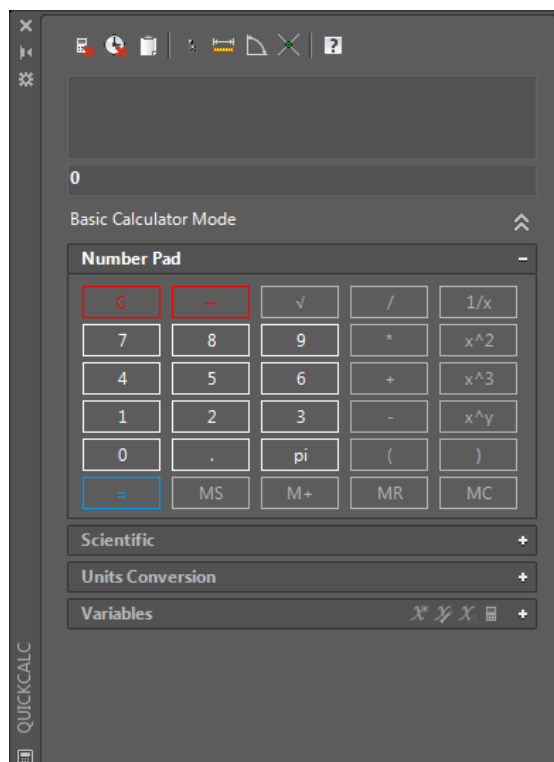 0
Basic Calculator Mode
Number Pad
C ← √ / 1/x
7 8 9 * x^2
4 5 6 + x^3
1 2 3 - x^y
0 . pi ( )
= MS M+ MR MC
Scientific
Units Conversion
Variables
QUICKCALC